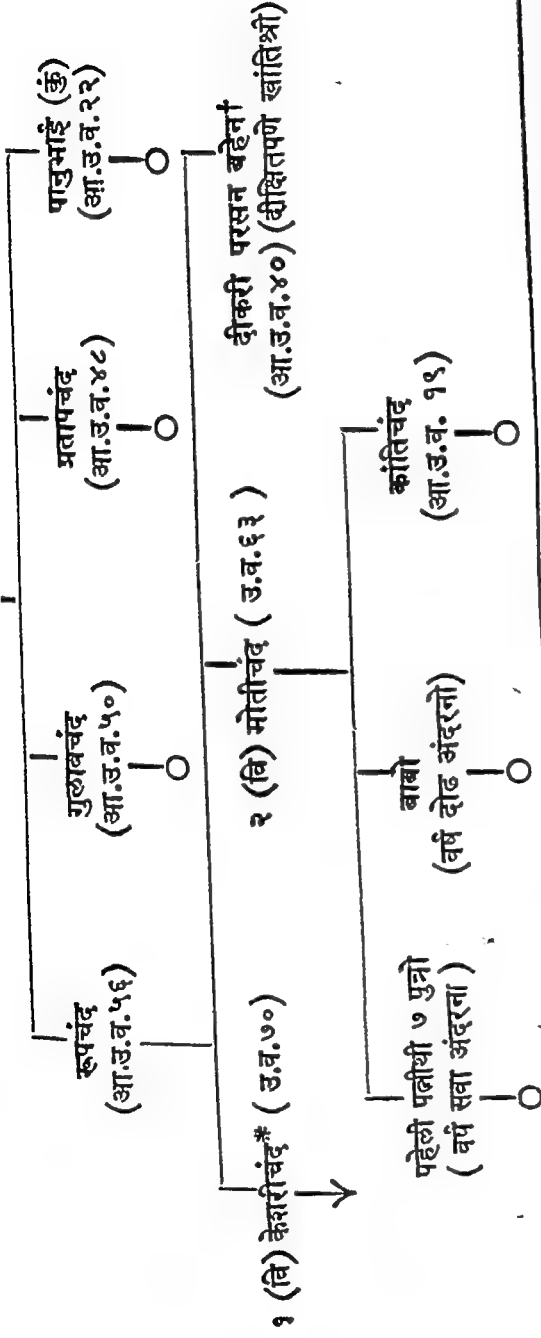 रूपचंद
(आ.उ.व.५६)
गुलाबचंद
(आ.उ.व.५०)
प्रतापचंद
(आ.उ.व.४८)
पानुभाई (कुं)
(आ.उ.व.२२)
१ (वि) केशरीचंद* ( उ.व.७०)
२ (वि) मोतीचंद ( उ.व.६३ )
दीकरी परसन बहेन†
(आ.उ.व.४०) (दीक्षितपणे खांतिश्री)
पहेली पत्नीथी ७ पुत्रो
( वर्ष सवा अंदरना )
बाबो
(वर्ष दोढ अंदरनो)
कांतिचंद
(आ.उ.व. १९)